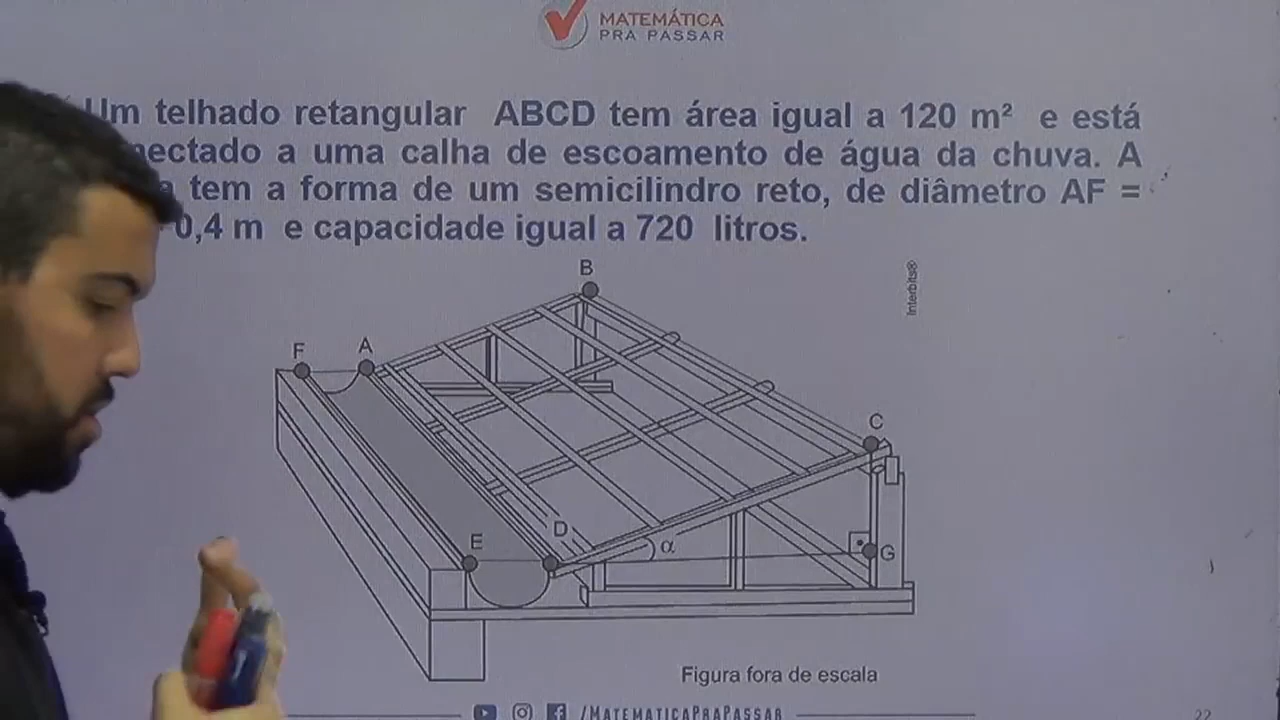 MATEMÁTICA
PRA PASSAR
Um telhado retangular ABCD tem área igual a 120 m² e está
a uma calha de escoamento de água da chuva. A
tem a forma de um semicilindro reto, de diâmetro AF =
0,4 m e capacidade igual a 720 litros.
B
Interbits®
F A
C
E D
α
G
Figura fora de escala
/MATEMATICAPRAPASSAR
22